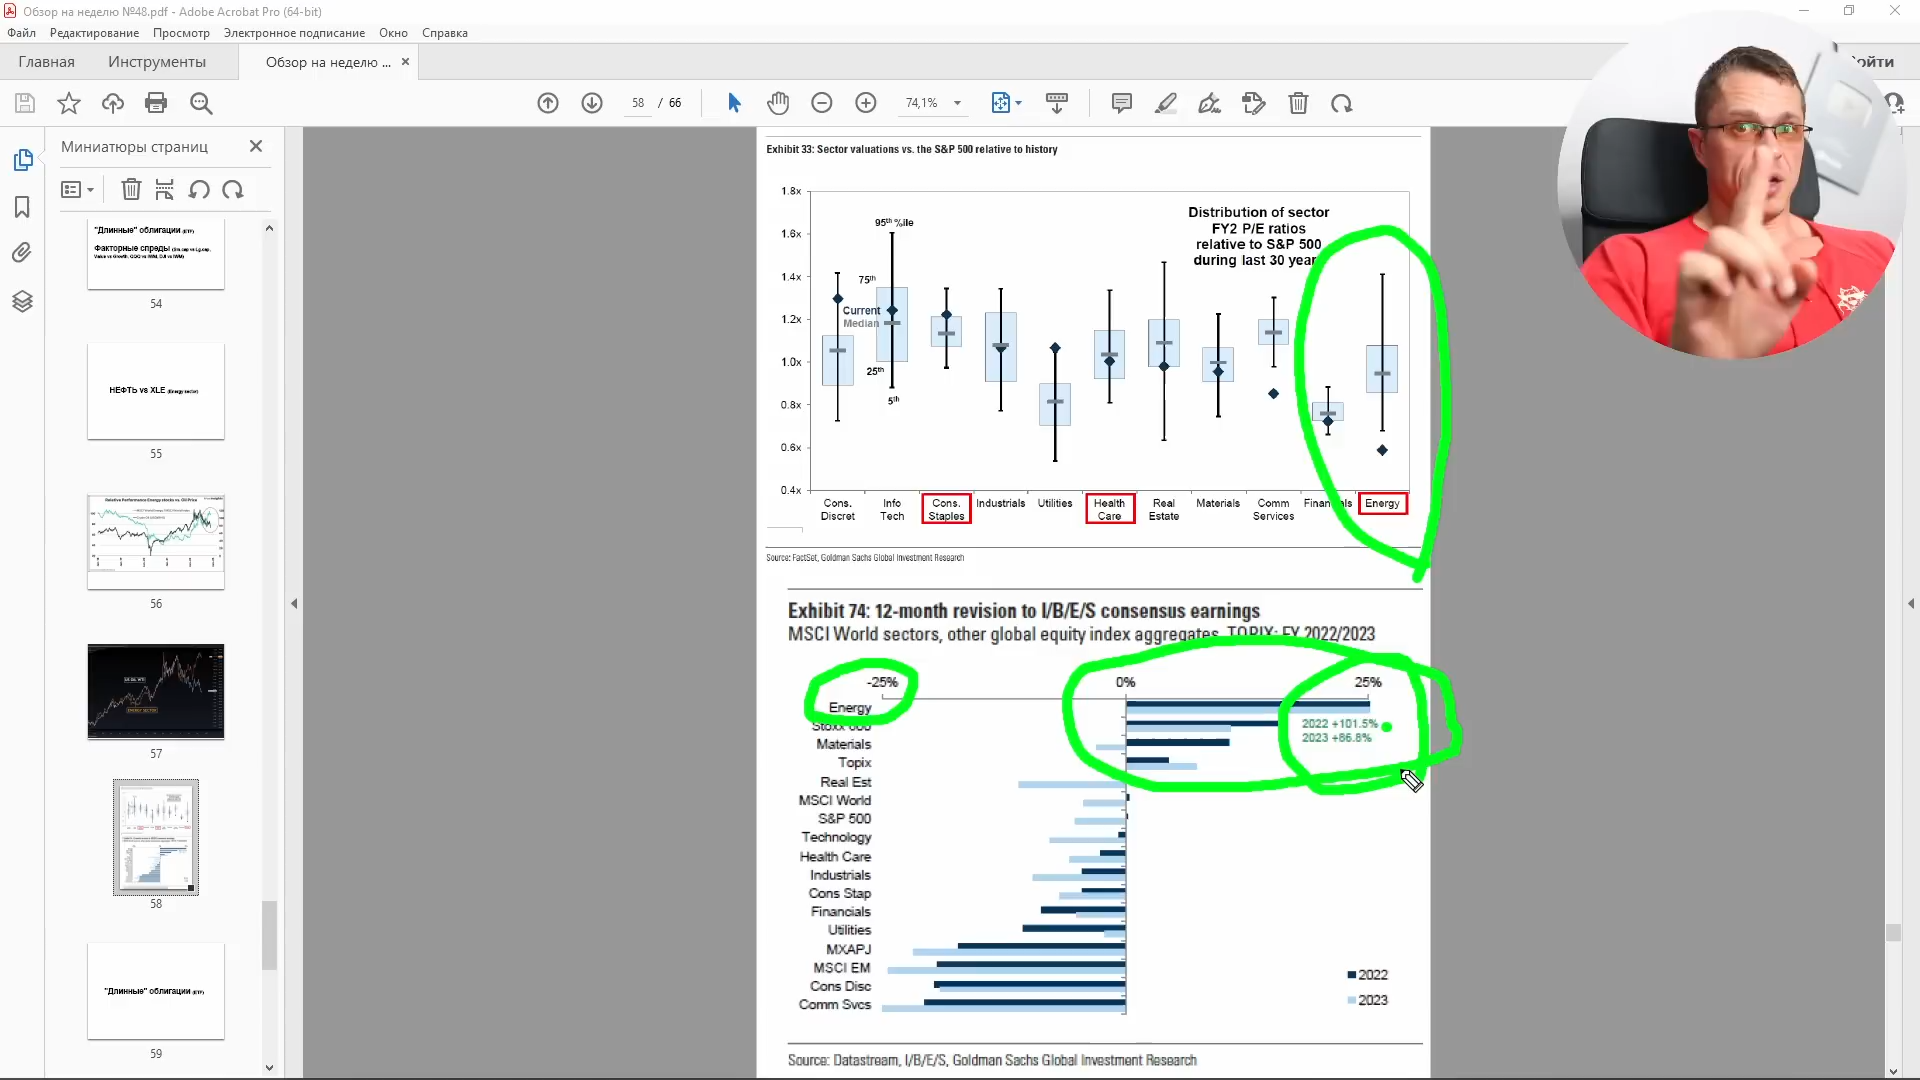 Обзор на неделю №48.pdf - Adobe Acrobat Pro (64-bit)
Файл Редактирование Просмотр Электронное подписание Окно Справка
Главная Инструменты Обзор на неделю ... ×
ойти
58 / 66
74,1%
Миниатюры страниц
"Длинные" облигации (ETF)
Факторные спреды
54
НЕФТЬ vs XLE (Energy sector)
55
56
57
58
"Длинные" облигации (ETF)
59
Exhibit 33: Sector valuations vs. the S&P 500 relative to history
1.8x
1.6x
1.4x
1.2x
1.0x
0.8x
0.6x
0.4x
95th %ile
75th
Current
Median
25th
5th
Distribution of sector
FY2 P/E ratios
relative to S&P 500
during last 30 year
Cons. Discret
Info Tech
Cons. Staples
Industrials
Utilities
Health Care
Real Estate
Materials
Comm Services
Financials
Energy
Source: FactSet, Goldman Sachs Global Investment Research
Exhibit 74: 12-month revision to I/B/E/S consensus earnings
MSCI World sectors, other global equity index aggregates, TOPIX: FY 2022/2023
-25% 0% 25%
Energy
2022 +101.5%
2023 +86.8%
Stoxx 600
Materials
Topix
Real Est
MSCI World
S&P 500
Technology
Health Care
Industrials
Cons Stap
Financials
Utilities
MXAPJ
MSCI EM
Cons Disc
Comm Svcs
2022
2023
Source: Datastream, I/B/E/S, Goldman Sachs Global Investment Research